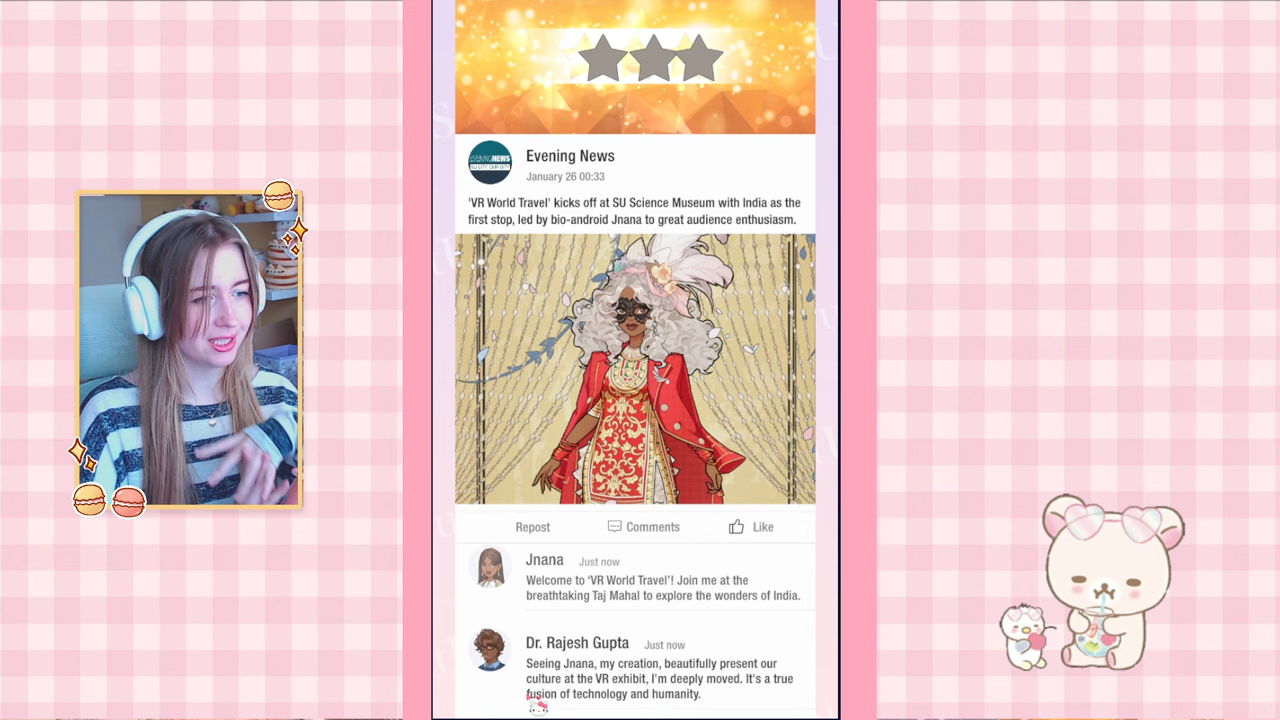 EVENING NEWS
Evening News
January 26 00:33
'VR World Travel' kicks off at SU Science Museum with India as the
first stop, led by bio-android Jnana to great audience enthusiasm.
Repost
Comments
Like
Jnana
Just now
Welcome to 'VR World Travel'! Join me at the
breathtaking Taj Mahal to explore the wonders of India.
Dr. Rajesh Gupta
Just now
Seeing Jnana, my creation, beautifully present our
culture at the VR exhibit, I'm deeply moved. It's a true
fusion of technology and humanity.